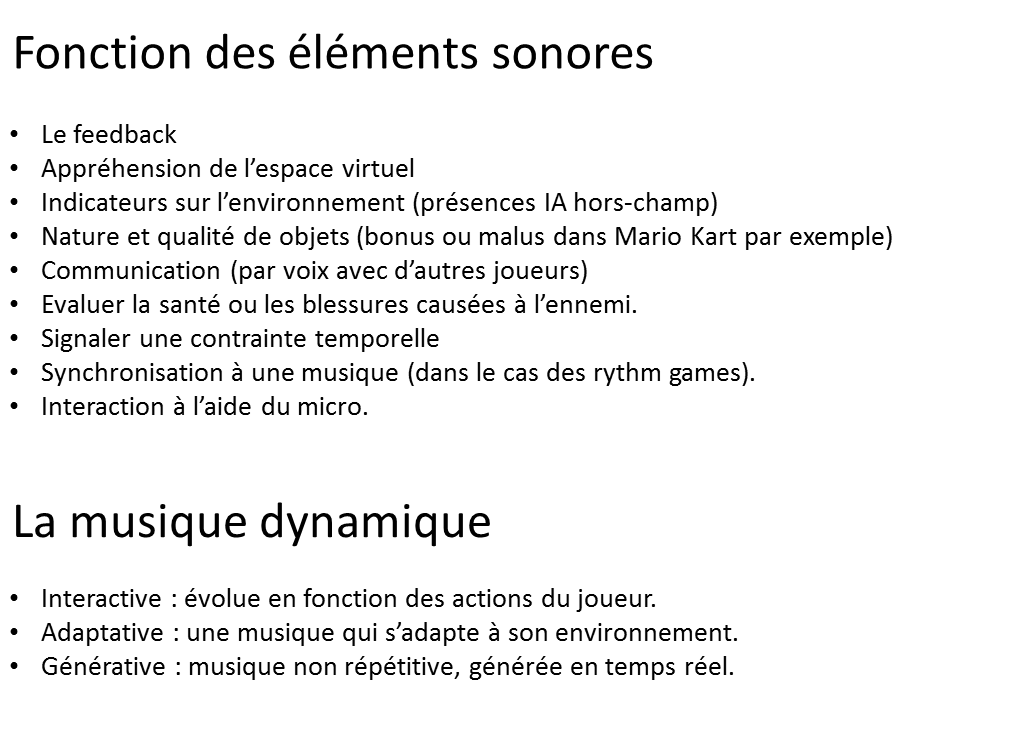 Fonction des éléments sonores
• Le feedback
• Appréhension de l’espace virtuel
• Indicateurs sur l’environnement (présences IA hors-champ)
• Nature et qualité de objets (bonus ou malus dans Mario Kart par exemple)
• Communication (par voix avec d’autres joueurs)
• Evaluer la santé ou les blessures causées à l’ennemi.
• Signaler une contrainte temporelle
• Synchronisation à une musique (dans le cas des rythm games).
• Interaction à l’aide du micro.
La musique dynamique
• Interactive : évolue en fonction des actions du joueur.
• Adaptative : une musique qui s’adapte à son environnement.
• Générative : musique non répétitive, générée en temps réel.